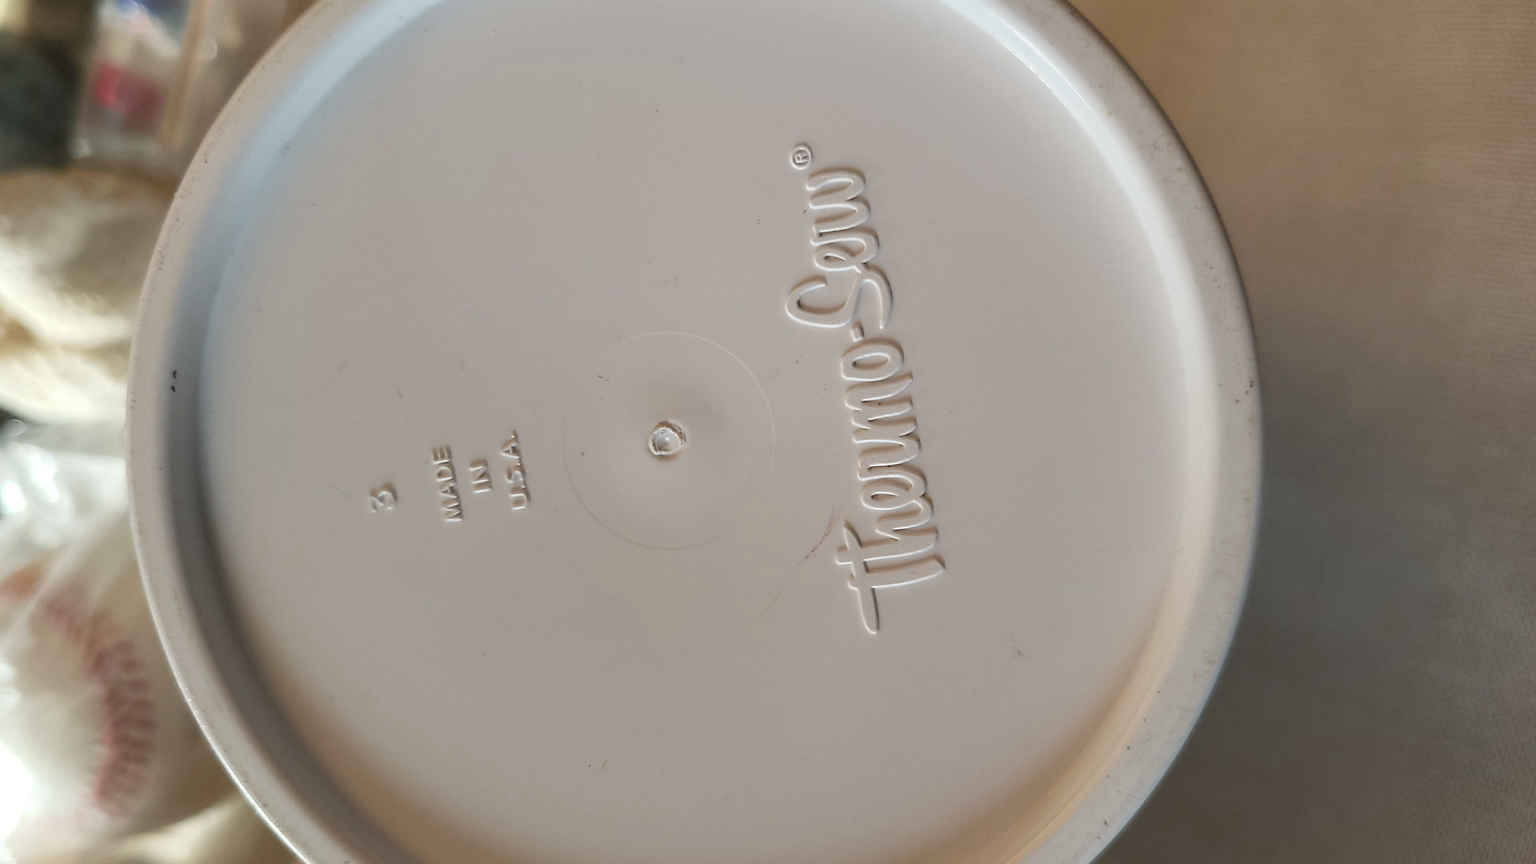 3
MADE
IN
U.S.A.
Thermo-Serv®